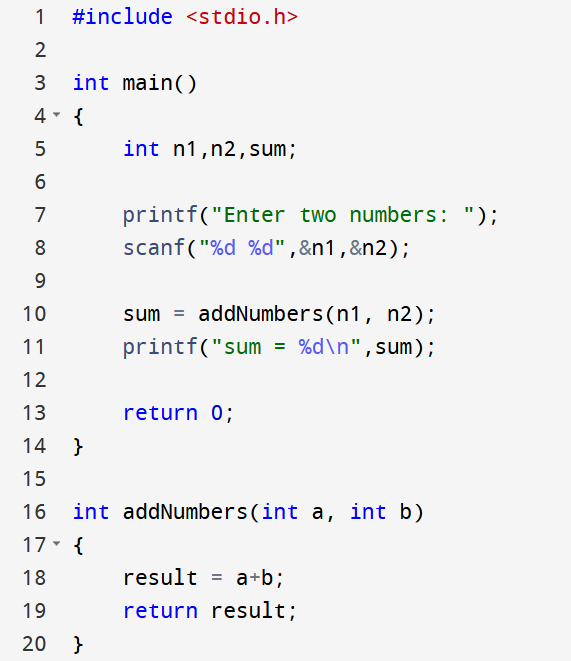 1 #include <stdio.h>
2
3 int main()
4 {
5     int n1,n2,sum;
6
7     printf("Enter two numbers: ");
8     scanf("%d %d",&n1,&n2);
9
10     sum = addNumbers(n1, n2);
11     printf("sum = %d\n",sum);
12
13     return 0;
14 }
15
16 int addNumbers(int a, int b)
17 {
18     result = a+b;
19     return result;
20 }